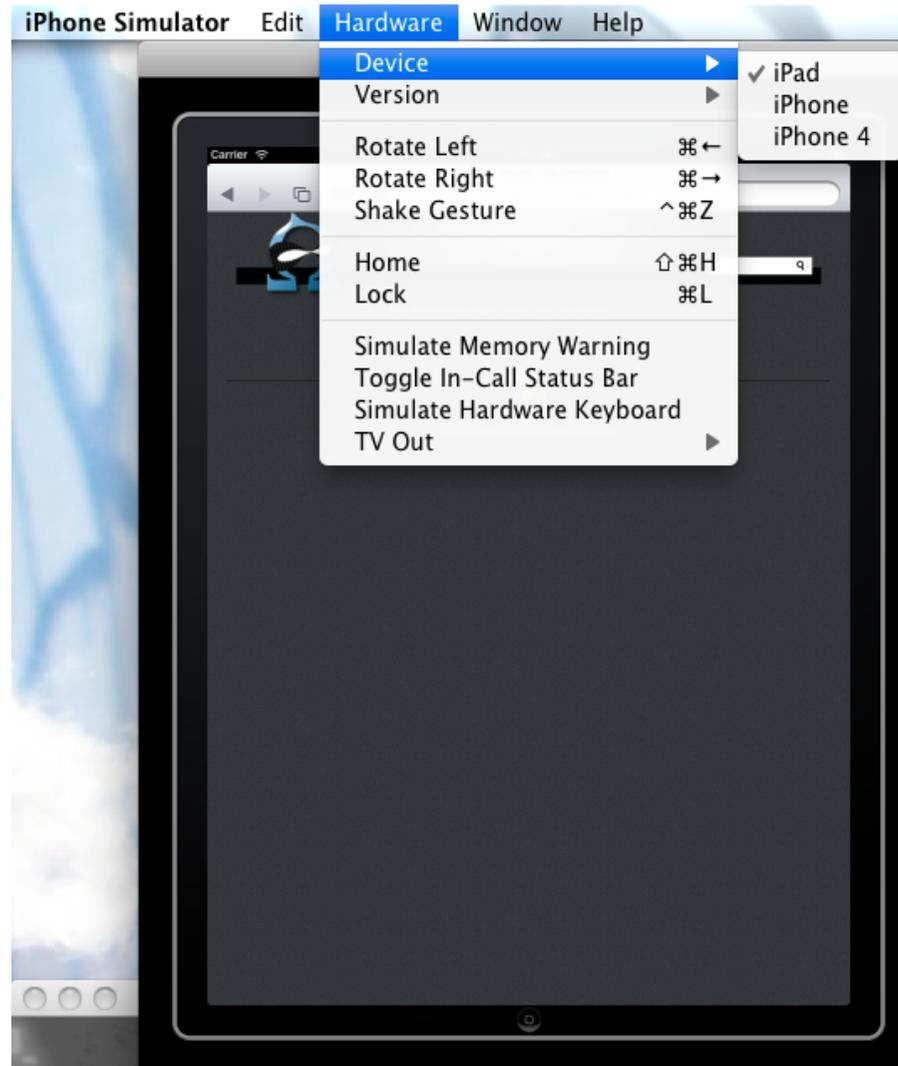 iPhone Simulator Edit Hardware Window Help
Device
Version
Rotate Left ⌘←
Rotate Right ⌘→
Shake Gesture ^⌘Z
Home ⇧⌘H
Lock ⌘L
Simulate Memory Warning
Toggle In-Call Status Bar
Simulate Hardware Keyboard
TV Out
✓ iPad
iPhone
iPhone 4
Carrier